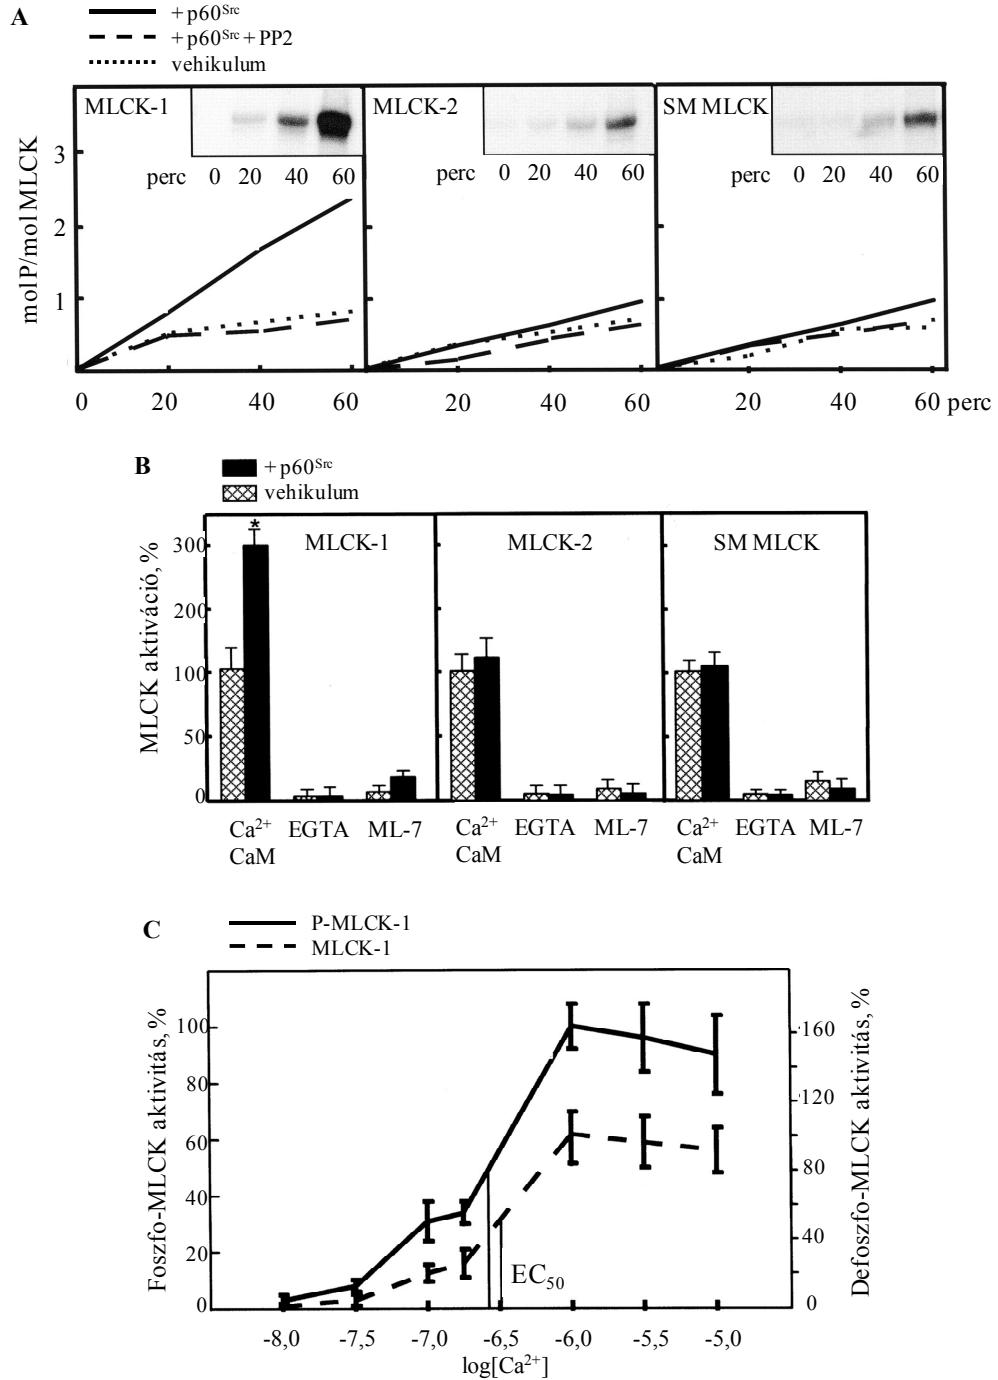 A
+p60Src
+p60Src+PP2
vehikulum
MLCK-1
MLCK-2
SM MLCK
perc 0 20 40 60
perc 0 20 40 60
perc 0 20 40 60
molP/molMLCK
3
2
1
0 20 40 60
20 40 60
20 40 60 perc
B
+p60Src
vehikulum
MLCK aktiváció, %
300
200
100
50
0
*
MLCK-1
MLCK-2
SM MLCK
Ca2+ CaM
EGTA
ML-7
Ca2+ CaM
EGTA
ML-7
Ca2+ CaM
EGTA
ML-7
C
P-MLCK-1
MLCK-1
Foszfo-MLCK aktivitás, %
100
80
60
40
20
0
Defoszfo-MLCK aktivitás, %
160
120
80
40
0
EC50
-8,0 -7,5 -7,0 -6,5 -6,0 -5,5 -5,0
log[Ca2+]